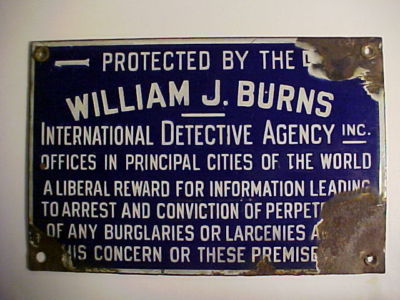 PROTECTED BY THE
WILLIAM J. BURNS
INTERNATIONAL DETECTIVE AGENCY INC.
OFFICES IN PRINCIPAL CITIES OF THE WORLD
A LIBERAL REWARD FOR INFORMATION LEADING
TO ARREST AND CONVICTION OF PERPET
OF ANY BURGLARIES OR LARCENIES A
HIS CONCERN OR THESE PREMISE